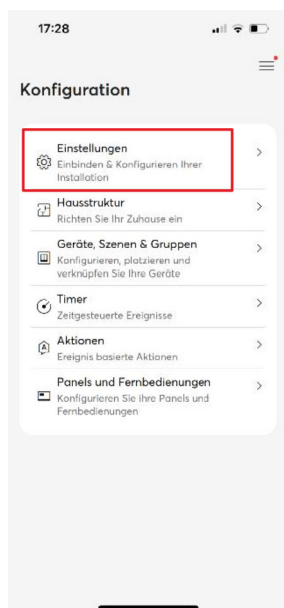 17:28
Konfiguration
Einstellungen
Einbinden & Konfigurieren Ihrer
Installation
Hausstruktur
Richten Sie Ihr Zuhause ein
Geräte, Szenen & Gruppen
Konfigurieren, platzieren und
verknüpfen Sie Ihre Geräte
Timer
Zeitgesteuerte Ereignisse
Aktionen
Ereignis basierte Aktionen
Panels und Fernbedienungen
Konfigurieren Sie ihre Panels und
Fernbedienungen